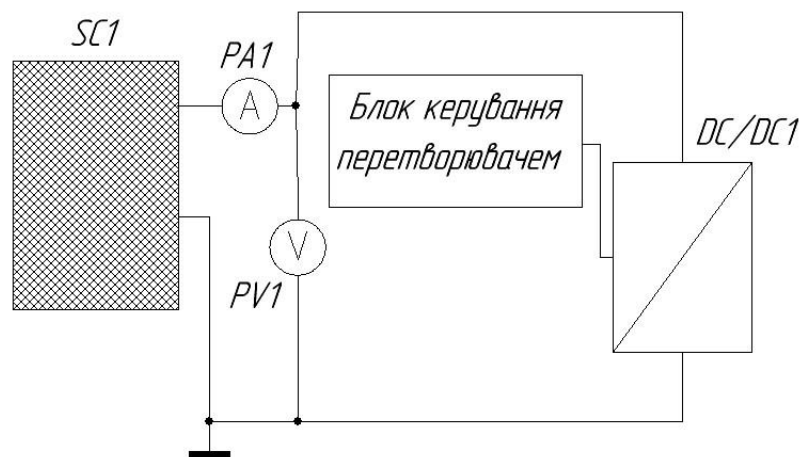 SC1
PA1
A
Блок керування
перетворювачем
DC/DC1
V
PV1